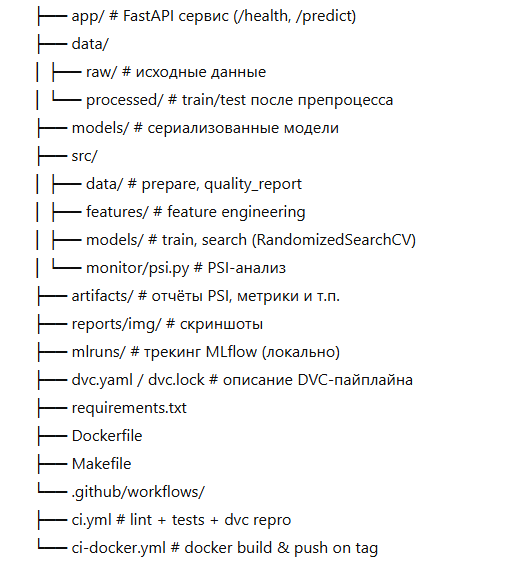 ├── app/ # FastAPI сервис (/health, /predict)
├── data/
│ ├── raw/ # исходные данные
│ └── processed/ # train/test после препроцесса
├── models/ # сериализованные модели
├── src/
│ ├── data/ # prepare, quality_report
│ ├── features/ # feature engineering
│ ├── models/ # train, search (RandomizedSearchCV)
│ └── monitor/psi.py # PSI-анализ
├── artifacts/ # отчёты PSI, метрики и т.п.
├── reports/img/ # скриншоты
├── mlruns/ # трекинг MLflow (локально)
├── dvc.yaml / dvc.lock # описание DVC-пайплайна
├── requirements.txt
├── Dockerfile
├── Makefile
└── .github/workflows/
├── ci.yml # lint + tests + dvc repro
└── ci-docker.yml # docker build & push on tag